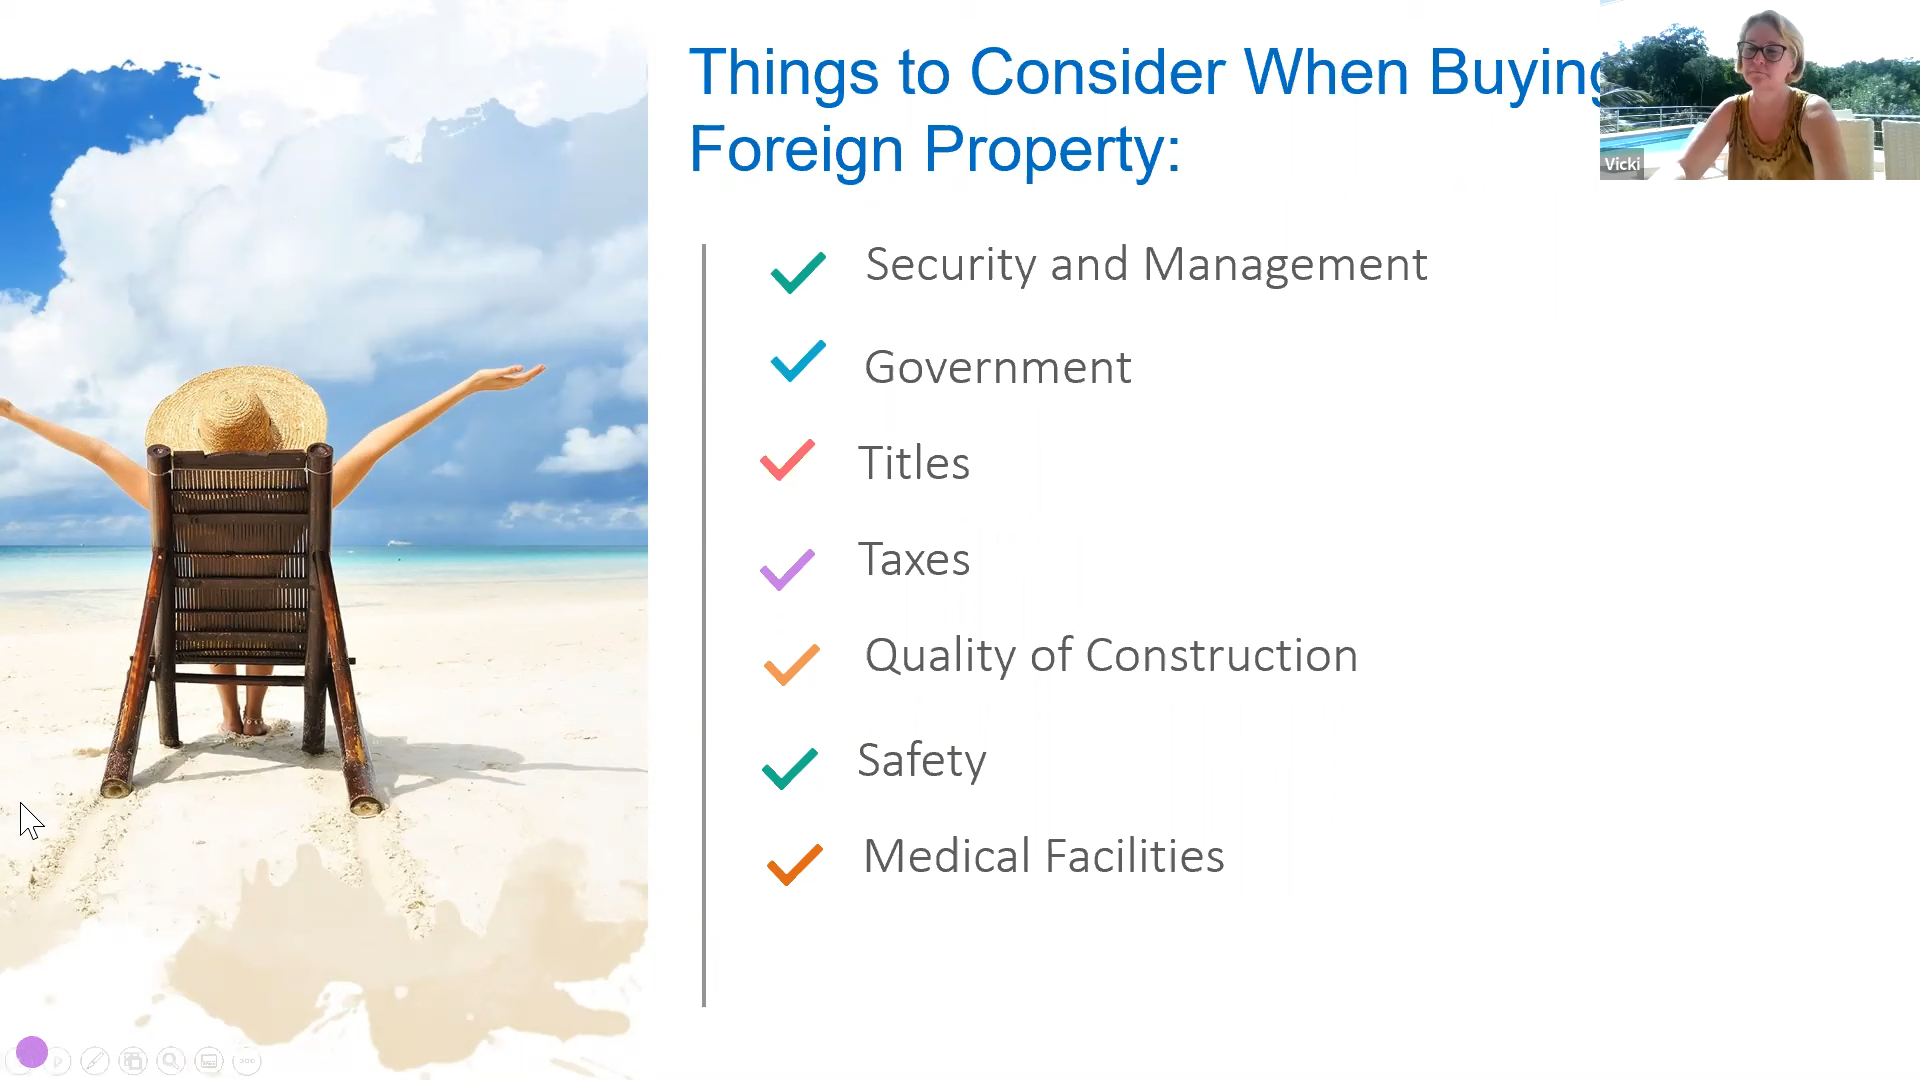 Things to Consider When Buying
Foreign Property:
Vicki
Security and Management
Government
Titles
Taxes
Quality of Construction
Safety
Medical Facilities